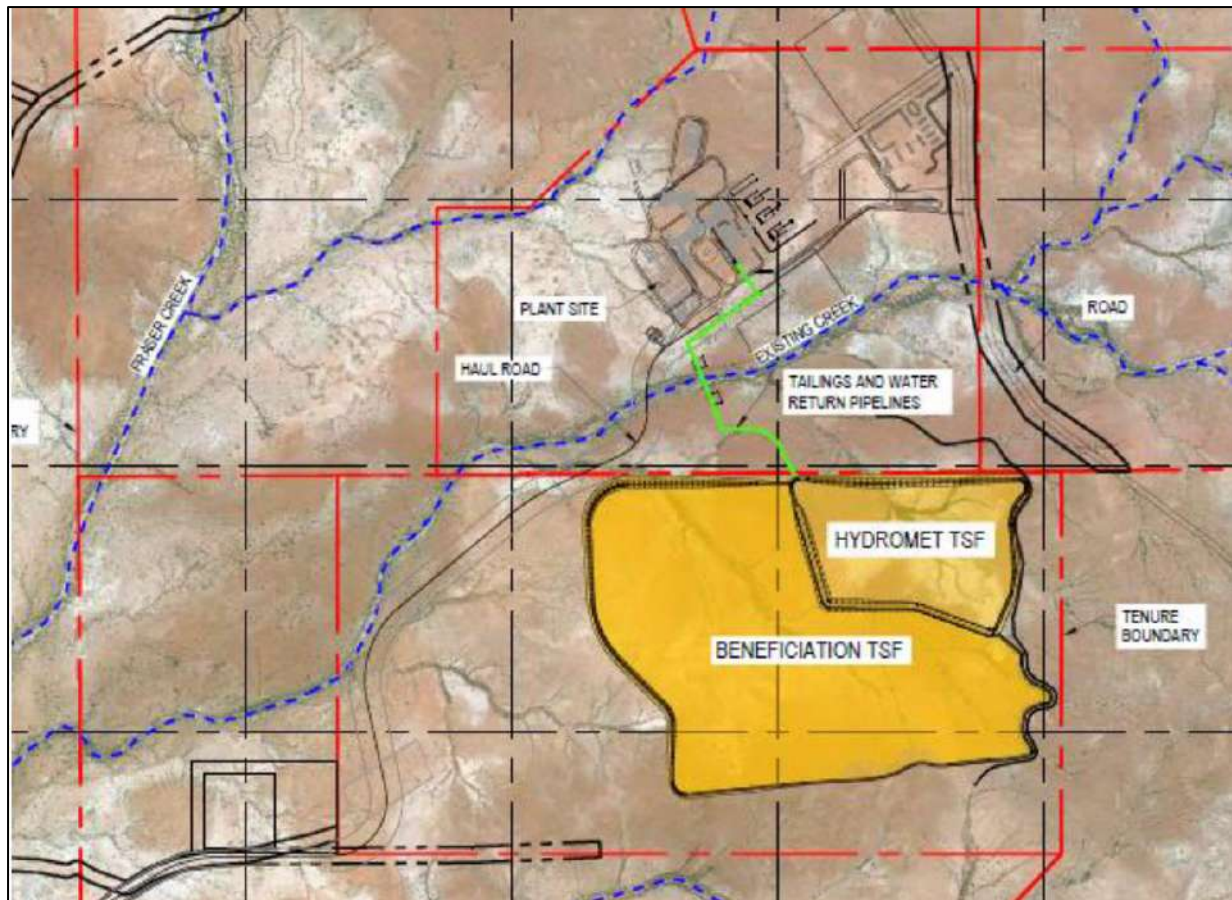 PLANT SITE
FRASER CREEK
EXISTING CREEK
ROAD
HAUL ROAD
TAILINGS AND WATER
RETURN PIPELINES
RY
HYDROMET TSF
TENURE
BOUNDARY
BENEFICIATION TSF